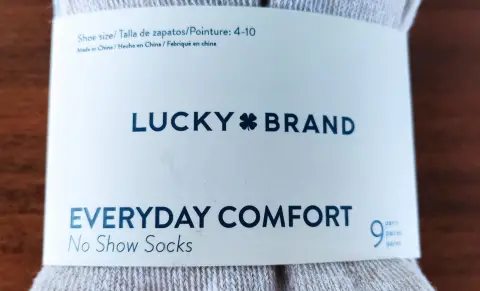 Shoe size/ Talla de zapatos/Pointure: 4-10
Made in China / Hecho en China / Fabriqué en chine
LUCKY BRAND
EVERYDAY COMFORT
No Show Socks
9